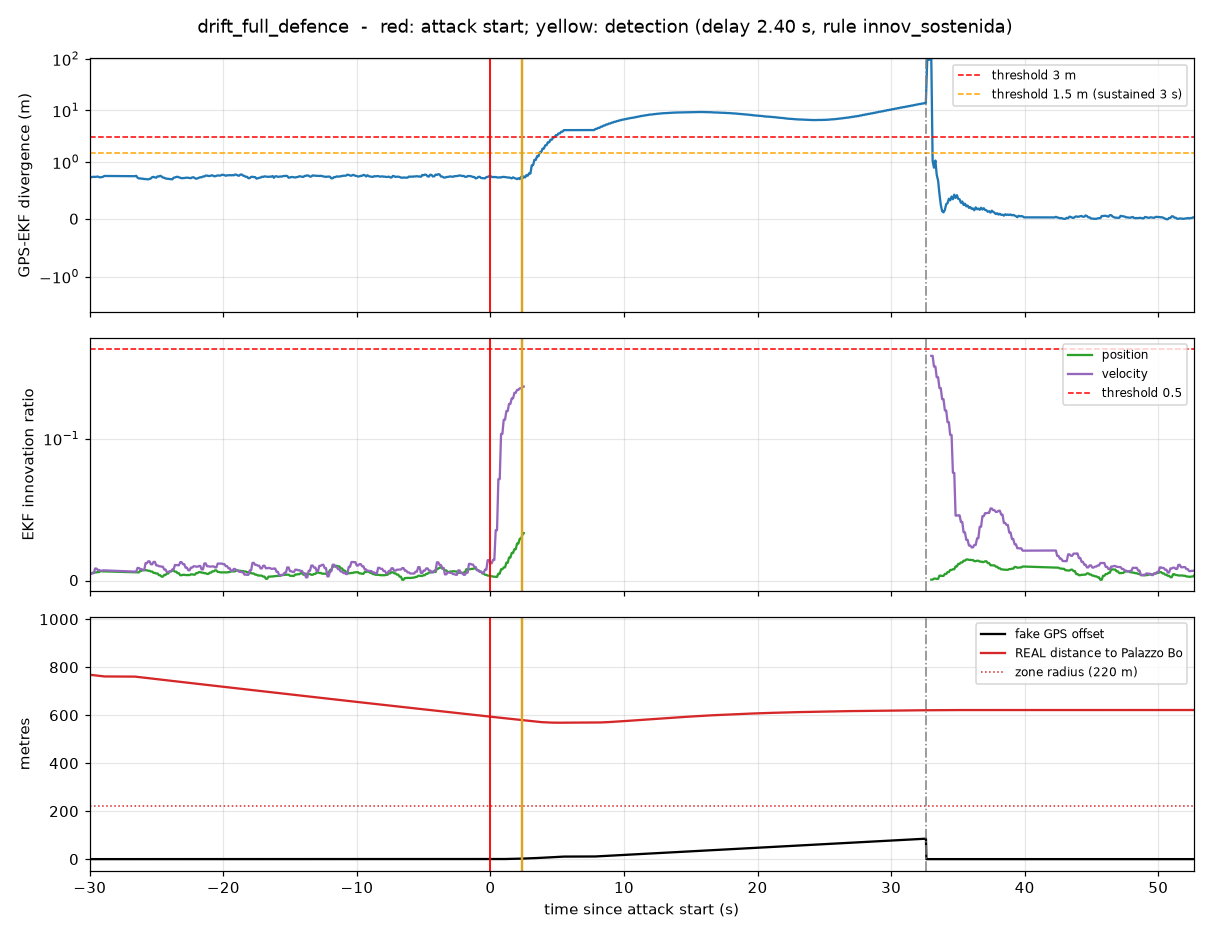 drift_full_defence - red: attack start; yellow: detection (delay 2.40 s, rule innov_sostenida)
GPS-EKF divergence (m)
10²
10¹
10⁰
0
−10⁰
threshold 3 m
threshold 1.5 m (sustained 3 s)
EKF innovation ratio
10⁻¹
0
position
velocity
threshold 0.5
metres
1000
800
600
400
200
0
fake GPS offset
REAL distance to Palazzo Bo
zone radius (220 m)
−30 −20 −10 0 10 20 30 40 50
time since attack start (s)